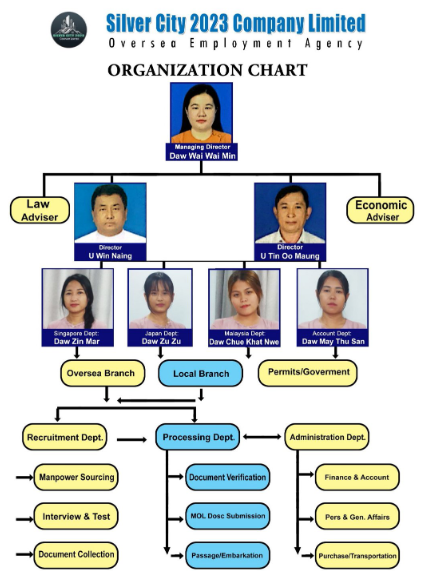 Silver City 2023 Company Limited
Oversea Employment Agency
ORGANIZATION CHART
Managing Director
Daw Wai Wai Min
Law
Adviser
Economic
Adviser
Director
U Win Naing
Director
U Tin Oo Maung
Singapore Dept:
Daw Zin Mar
Japan Dept:
Daw Zu Zu
Malaysia Dept:
Daw Chue Khat Nwe
Account Dept:
Daw May Thu San
Oversea Branch
Local Branch
Permits/Goverment
Recruitment Dept.
Processing Dept.
Administration Dept.
Manpower Sourcing
Document Verification
Finance & Account
Interview & Test
MOL Dosc Submission
Pers & Gen. Affairs
Document Collection
Passage/Embarkation
Purchase/Transportation